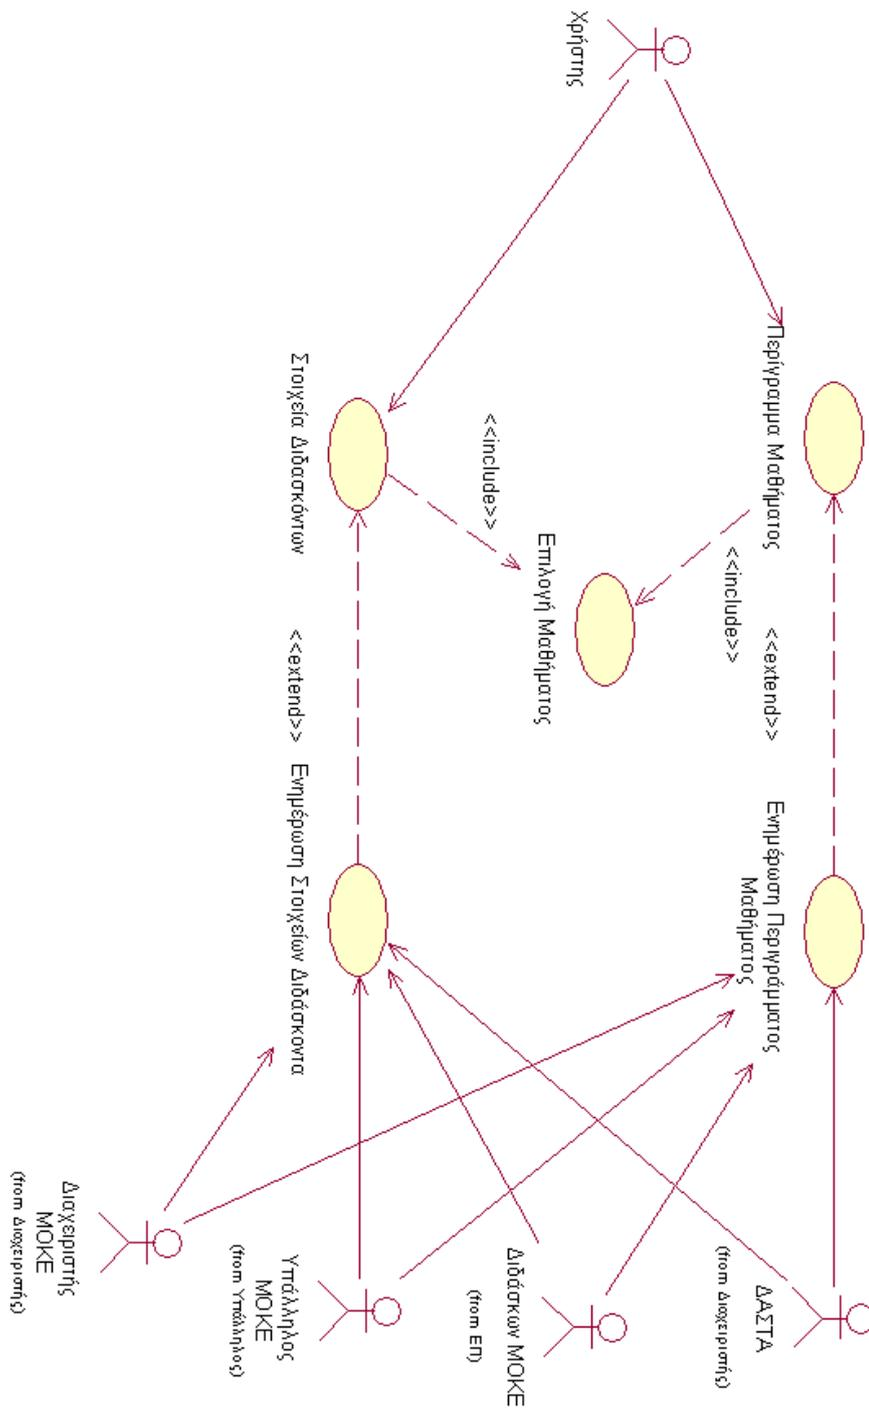 Χρήστης
Περίγραμμα Μαθήματος
<<extend>>
Ενημέρωση Περιγράμματος
Μαθήματος
ΔΑΣΤΑ
(from Διαχειριστής)
<<include>>
Επιλογή Μαθήματος
<<include>>
Διδάσκων ΜΟΚΕ
(from ΕΠ)
Στοιχεία Διδασκόντων
<<extend>>
Ενημέρωση Στοιχείων Διδάσκοντα
Υπάλληλος
ΜΟΚΕ
(from Υπάλληλος)
Διαχειριστής
ΜΟΚΕ
(from Διαχειριστής)